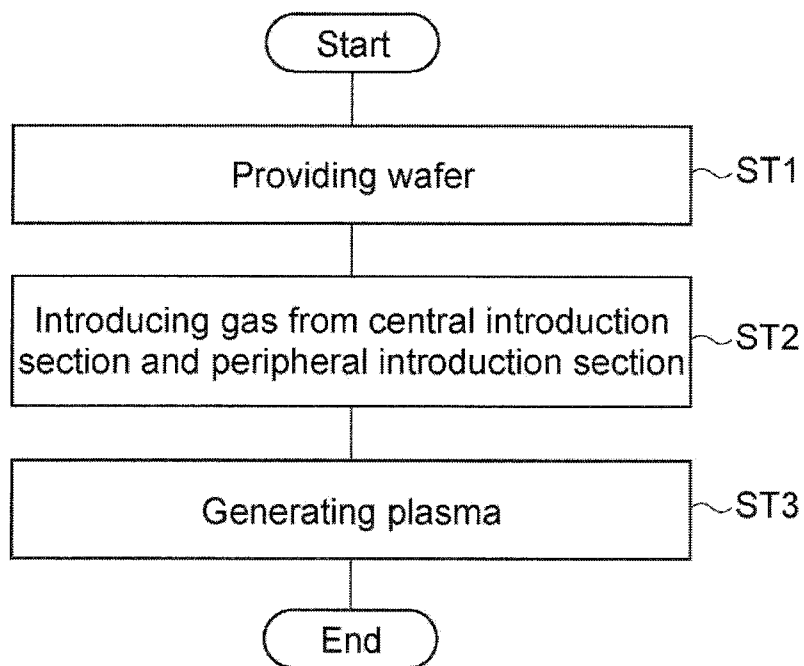 Start
Providing wafer
ST1
Introducing gas from central introduction
section and peripheral introduction section
ST2
Generating plasma
ST3
End